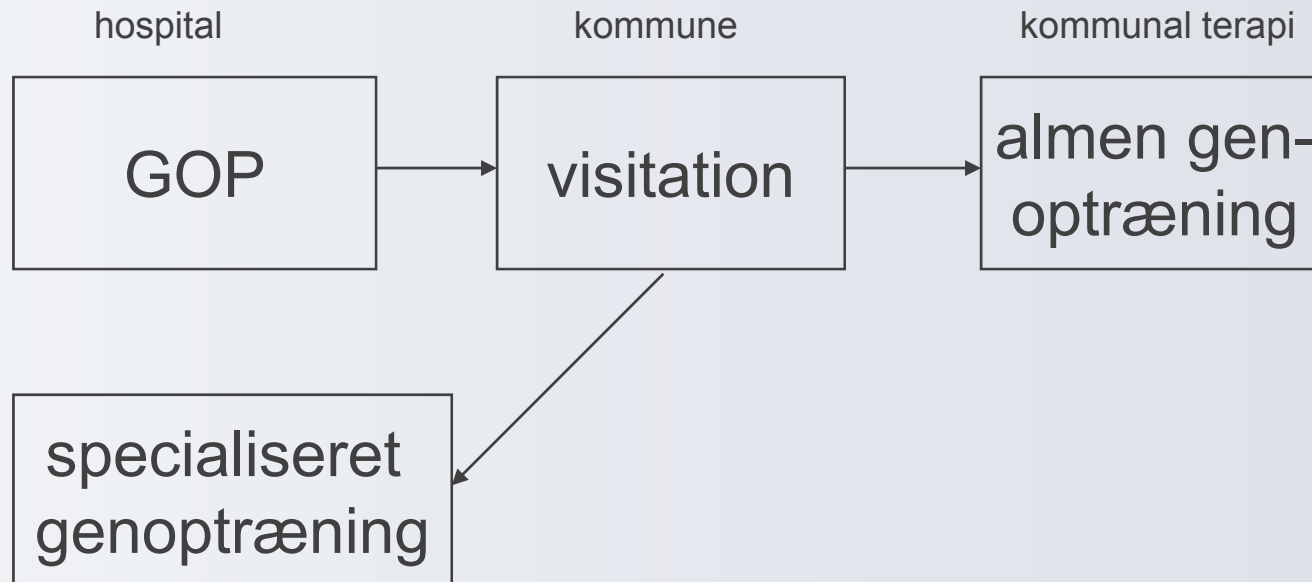 hospital
kommune
kommunal terapi
GOP
visitation
almen gen-
optræning
specialiseret
genoptræning